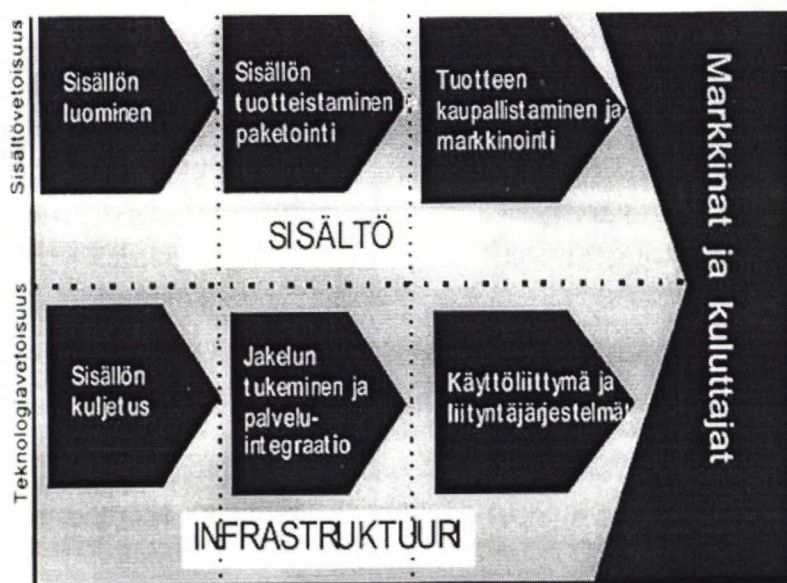 Sisältövetoisuus
Sisällön
luominen
Sisällön
tuotteistaminen ja
paketointi
Tuotteen
kaupallistaminen ja
markkinointi
SISÄLTÖ
Teknologiavetoisuus
Sisällön
kuljetus
Jakelun
tukeminen ja
palvelu-
integraatio
Käyttöliittymä ja
liityntäjärjestelmät
INFRASTRUKTUURI
Markkinat ja kuluttajat